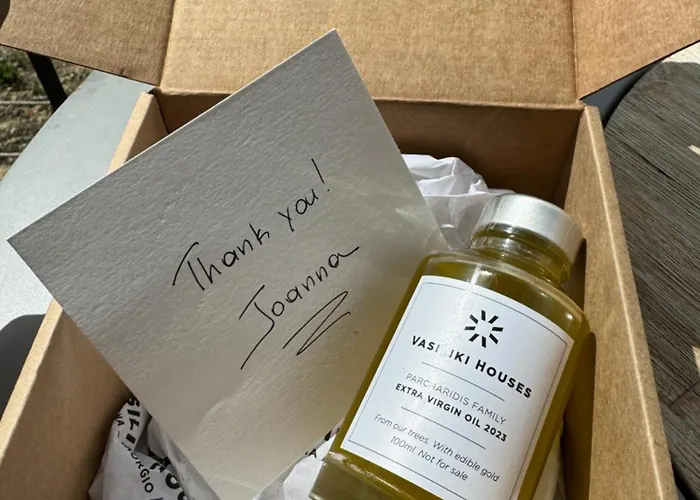 Thank you!
Joanna
VASILIKI HOUSES
PARCHARIDIS FAMILY
EXTRA VIRGIN OIL 2023
From our trees. With edible gold
100ml. Not for sale